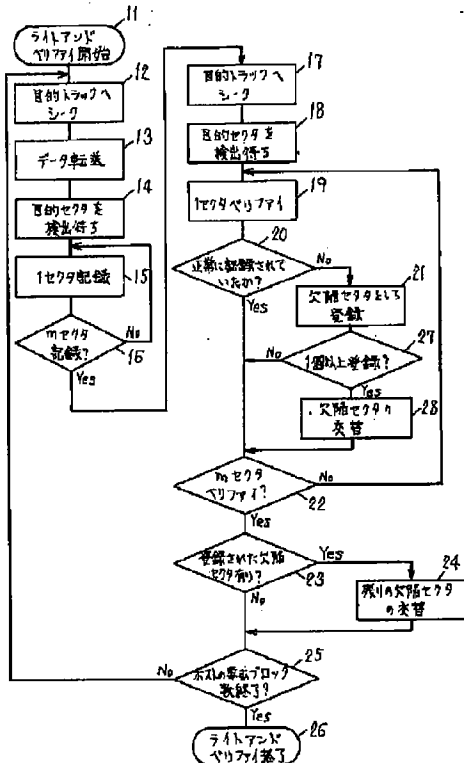 11
ライトアンド
ベリファイ開始
12
目的トラックへ
シーク
13
データ転送
14
目的セクタを
検出待ち
1セクタ記録
15
mセクタ
記録?
No
16
Yes
17
目的トラックへ
シーク
18
目的セクタを
検出待ち
1セクタベリファイ
19
20
正常に記録されて
いたか?
No
Yes
21
欠陥セクタとして
登録
27
No
1個以上登録?
Yes
欠陥セクタの
交替
28
mセクタ
ベリファイ?
No
22
Yes
登録された欠陥
セクタ有り?
Yes
23
No
24
残りの欠陥セクタ
の交替
25
No
ホストの要求ブロック
数終了?
Yes
ライトアンド
ベリファイ終了
26